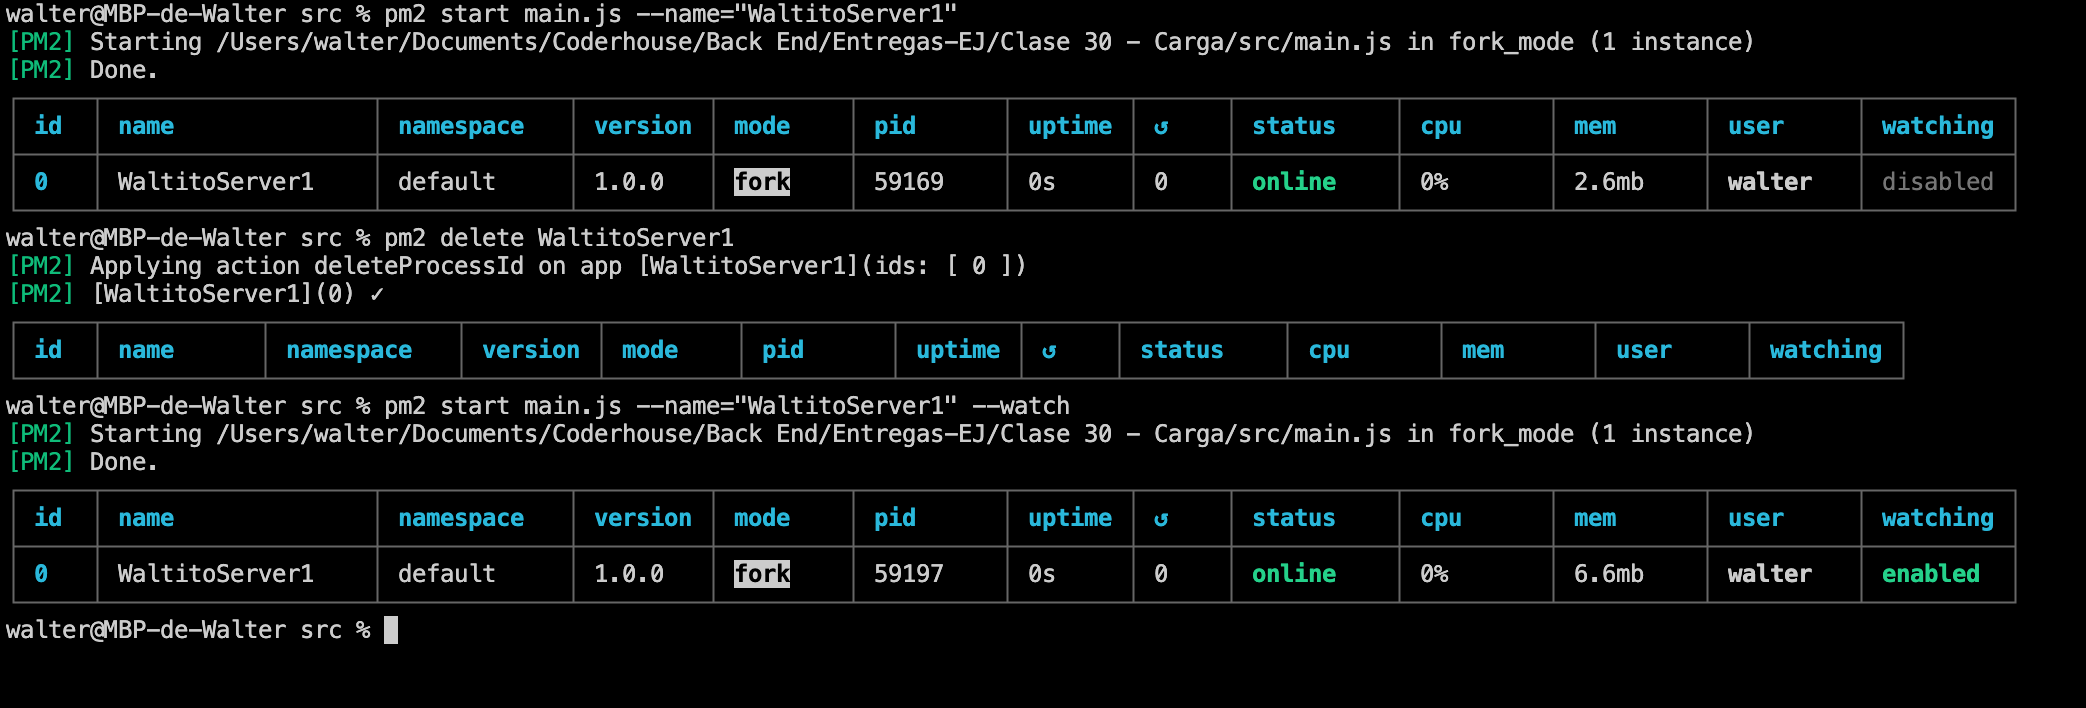 walter@MBP-de-Walter src % pm2 start main.js --name="WaltitoServer1"
[PM2] Starting /Users/walter/Documents/Coderhouse/Back End/Entregas-EJ/Clase 30 - Carga/src/main.js in fork_mode (1 instance)
[PM2] Done.
id name namespace version mode pid uptime ↺ status cpu mem user watching
0 WaltitoServer1 default 1.0.0 fork 59169 0s 0 online 0% 2.6mb walter disabled
walter@MBP-de-Walter src % pm2 delete WaltitoServer1
[PM2] Applying action deleteProcessId on app [WaltitoServer1](ids: [ 0 ])
[PM2] [WaltitoServer1](0) ✓
id name namespace version mode pid uptime ↺ status cpu mem user watching
walter@MBP-de-Walter src % pm2 start main.js --name="WaltitoServer1" --watch
[PM2] Starting /Users/walter/Documents/Coderhouse/Back End/Entregas-EJ/Clase 30 - Carga/src/main.js in fork_mode (1 instance)
[PM2] Done.
id name namespace version mode pid uptime ↺ status cpu mem user watching
0 WaltitoServer1 default 1.0.0 fork 59197 0s 0 online 0% 6.6mb walter enabled
walter@MBP-de-Walter src %